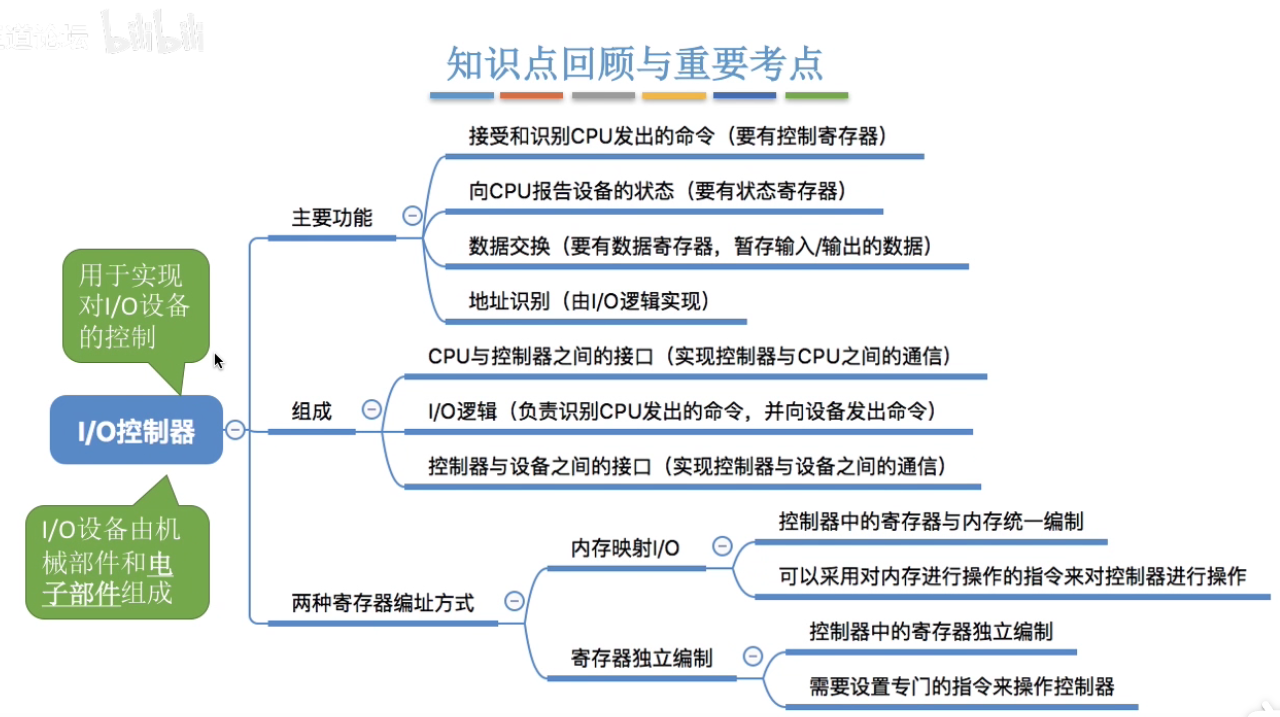 道论坛 bilibili
知识点回顾与重要考点
接受和识别CPU发出的命令（要有控制寄存器）
向CPU报告设备的状态（要有状态寄存器）
主要功能
数据交换（要有数据寄存器，暂存输入/输出的数据）
地址识别（由I/O逻辑实现）
用于实现
对I/O设备
的控制
CPU与控制器之间的接口（实现控制器与CPU之间的通信）
组成
I/O逻辑（负责识别CPU发出的命令，并向设备发出命令）
I/O控制器
控制器与设备之间的接口（实现控制器与设备之间的通信）
I/O设备由机
械部件和电
子部件组成
控制器中的寄存器与内存统一编制
内存映射I/O
可以采用对内存进行操作的指令来对控制器进行操作
两种寄存器编址方式
控制器中的寄存器独立编制
寄存器独立编制
需要设置专门的指令来操作控制器